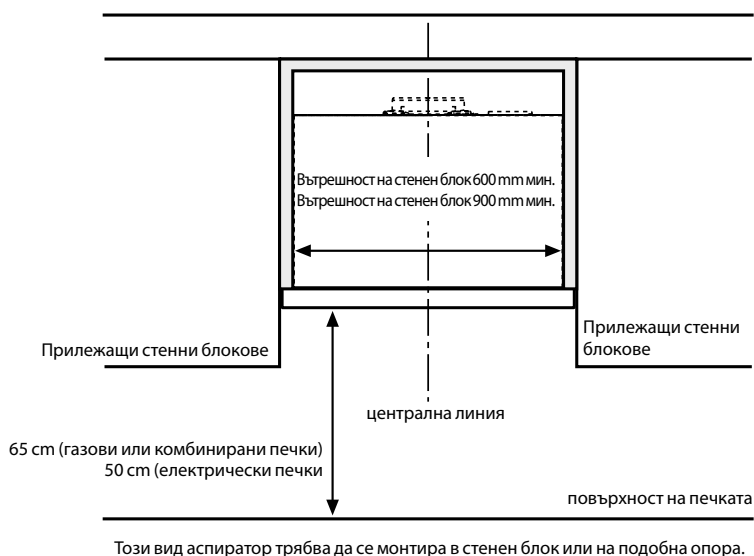 Вътрешност на стенен блок 600 mm мин.
Вътрешност на стенен блок 900 mm мин.
Прилежащи стенни блокове
Прилежащи стенни
блокове
централна линия
65 cm (газови или комбинирани печки)
50 cm (електрически печки
повърхност на печката
Този вид аспиратор трябва да се монтира в стенен блок или на подобна опора.